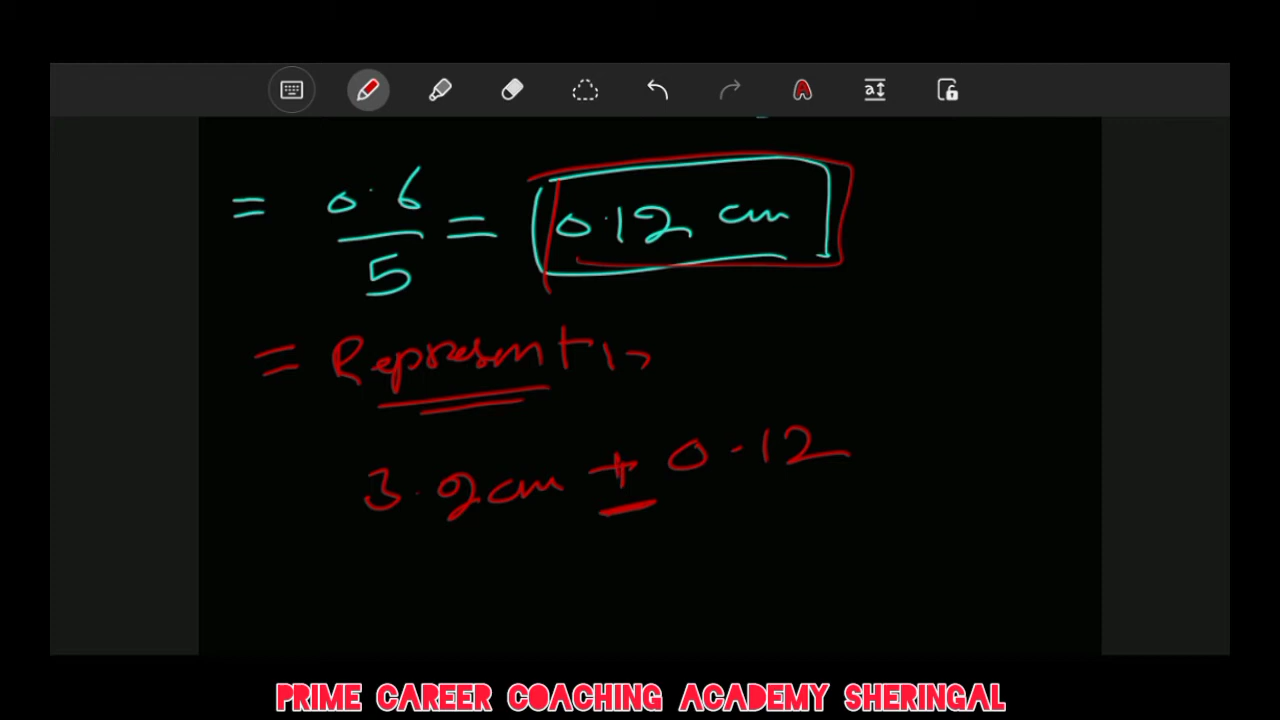 = 0.6/5 = 0.12 cm
= Represent
3.2cm ± 0.12
PRIME CAREER COACHING ACADEMY SHERINGAL